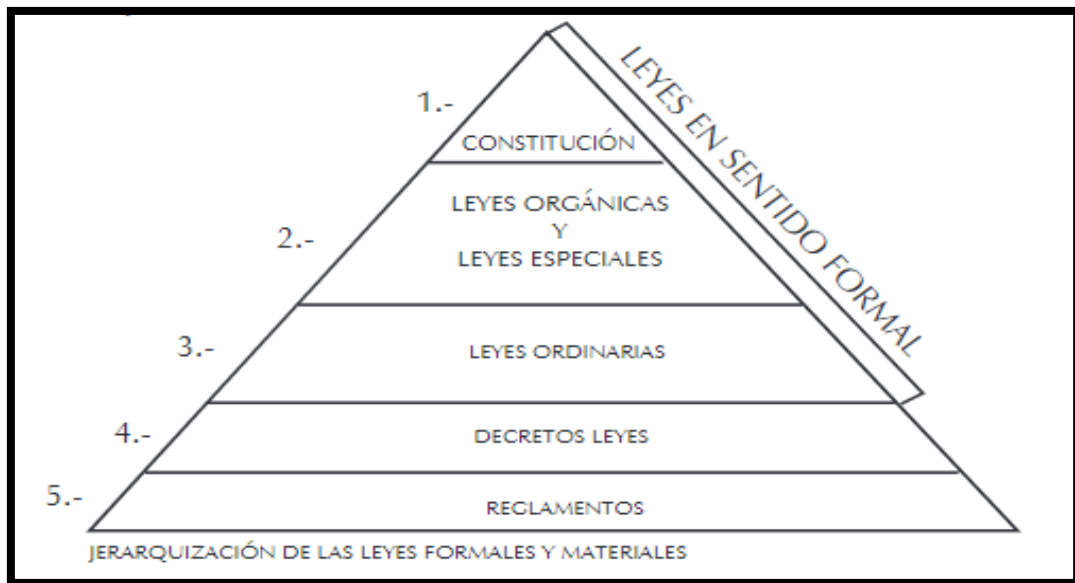 LEYES EN SENTIDO FORMAL
1.-
CONSTITUCIÓN
2.-
LEYES ORGÁNICAS
Y
LEYES ESPECIALES
3.-
LEYES ORDINARIAS
4.-
DECRETOS LEYES
5.-
REGLAMENTOS
JERARQUIZACIÓN DE LAS LEYES FORMALES Y MATERIALES